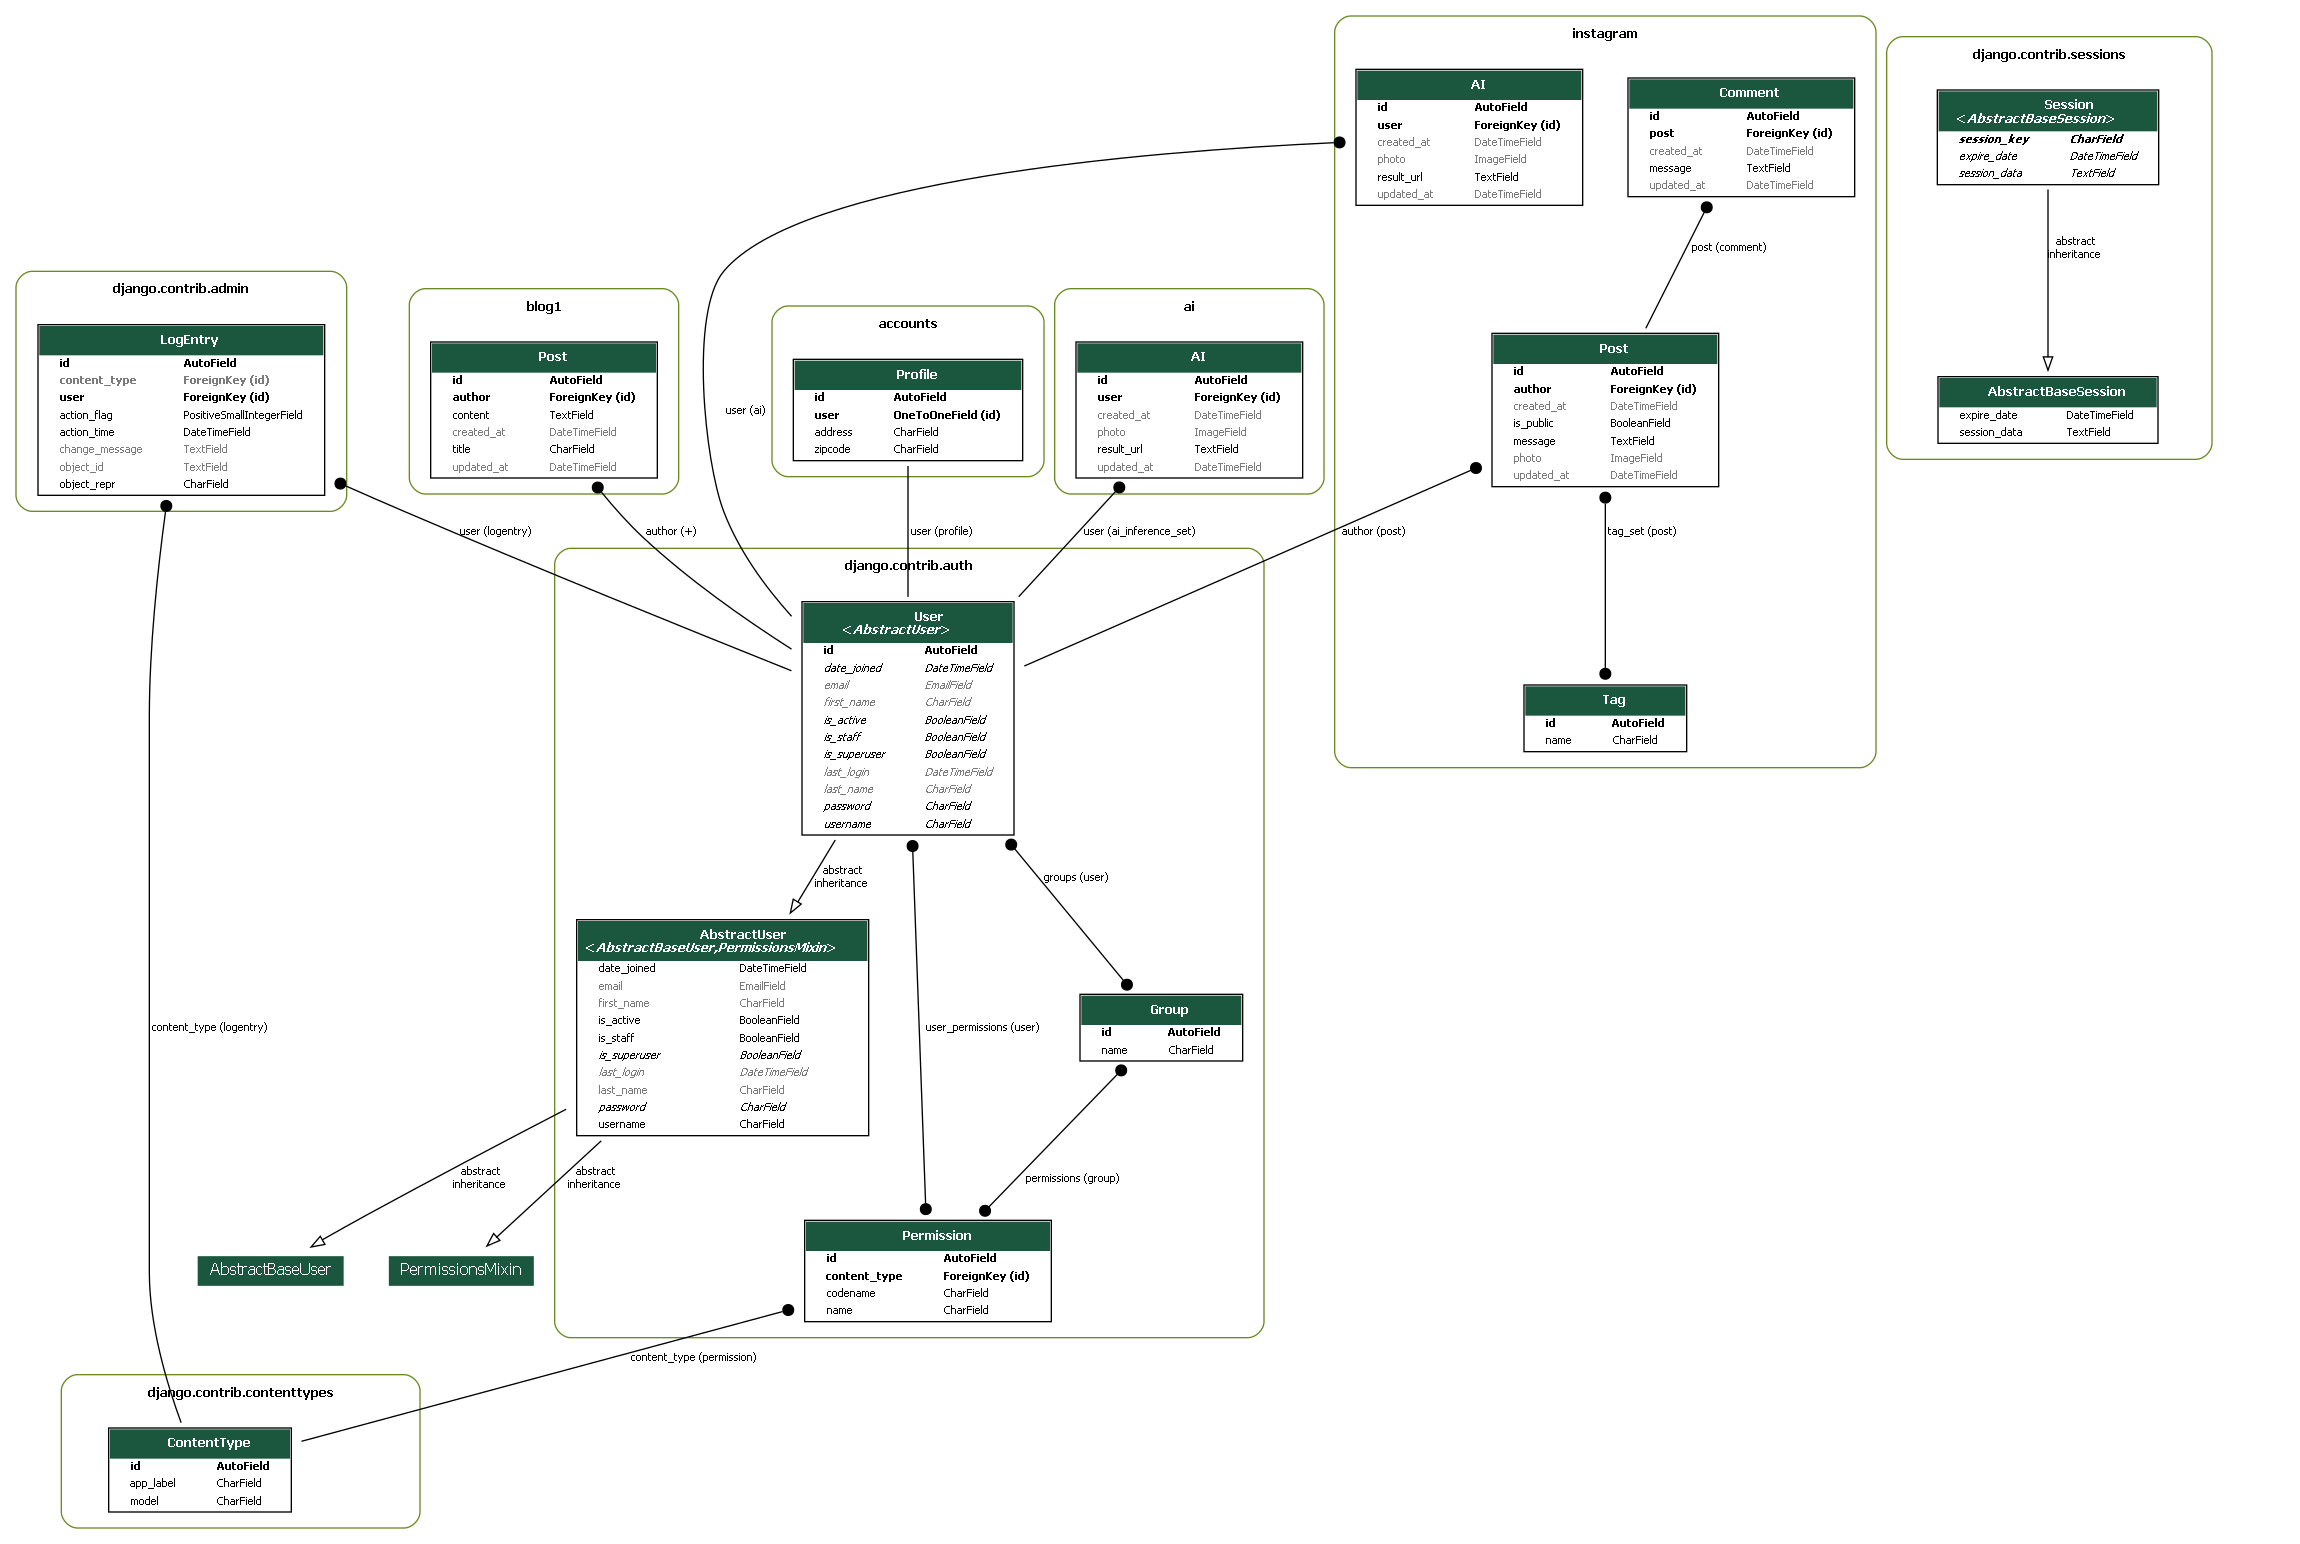 instagram
AI
id AutoField
user ForeignKey (id)
created_at DateTimeField
photo ImageField
result_url TextField
updated_at DateTimeField
Comment
id AutoField
post ForeignKey (id)
created_at DateTimeField
message TextField
updated_at DateTimeField
post (comment)
Post
id AutoField
author ForeignKey (id)
created_at DateTimeField
is_public BooleanField
message TextField
photo ImageField
updated_at DateTimeField
tag_set (post)
Tag
id AutoField
name CharField
django.contrib.sessions
Session
<AbstractBaseSession>
session_key CharField
expire_date DateTimeField
session_data TextField
abstract
inheritance
AbstractBaseSession
expire_date DateTimeField
session_data TextField
django.contrib.admin
LogEntry
id AutoField
content_type ForeignKey (id)
user ForeignKey (id)
action_flag PositiveSmallIntegerField
action_time DateTimeField
change_message TextField
object_id TextField
object_repr CharField
blog1
Post
id AutoField
author ForeignKey (id)
content TextField
created_at DateTimeField
title CharField
updated_at DateTimeField
accounts
Profile
id AutoField
user OneToOneField (id)
address CharField
zipcode CharField
ai
AI
id AutoField
user ForeignKey (id)
created_at DateTimeField
photo ImageField
result_url TextField
updated_at DateTimeField
user (ai)
user (logentry)
author (+)
user (profile)
user (ai_inference_set)
author (post)
django.contrib.auth
User
<AbstractUser>
id AutoField
date_joined DateTimeField
email EmailField
first_name CharField
is_active BooleanField
is_staff BooleanField
is_superuser BooleanField
last_login DateTimeField
last_name CharField
password CharField
username CharField
abstract
inheritance
groups (user)
AbstractUser
<AbstractBaseUser,PermissionsMixin>
date_joined DateTimeField
email EmailField
first_name CharField
is_active BooleanField
is_staff BooleanField
is_superuser BooleanField
last_login DateTimeField
last_name CharField
password CharField
username CharField
user_permissions (user)
Group
id AutoField
name CharField
content_type (logentry)
abstract
inheritance
abstract
inheritance
permissions (group)
AbstractBaseUser
PermissionsMixin
Permission
id AutoField
content_type ForeignKey (id)
codename CharField
name CharField
content_type (permission)
django.contrib.contenttypes
ContentType
id AutoField
app_label CharField
model CharField